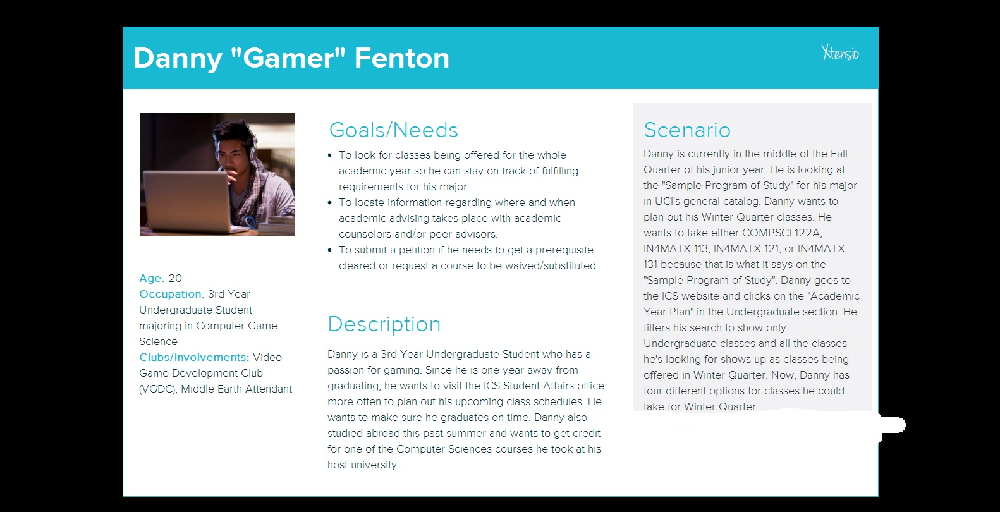 Danny "Gamer" Fenton
Xtensio
Age: 20
Occupation: 3rd Year
Undergraduate Student
majoring in Computer Game
Science
Clubs/Involvements: Video
Game Development Club
(VGDC), Middle Earth Attendant
Goals/Needs
• To look for classes being offered for the whole
academic year so he can stay on track of fulfilling
requirements for his major
• To locate information regarding where and when
academic advising takes place with academic
counselors and/or peer advisors.
• To submit a petition if he needs to get a prerequisite
cleared or request a course to be waived/substituted.
Description
Danny is a 3rd Year Undergraduate Student who has a
passion for gaming. Since he is one year away from
graduating, he wants to visit the ICS Student Affairs office
more often to plan out his upcoming class schedules. He
wants to make sure he graduates on time. Danny also
studied abroad this past summer and wants to get credit
for one of the Computer Sciences courses he took at his
host university.
Scenario
Danny is currently in the middle of the Fall
Quarter of his junior year. He is looking at
the "Sample Program of Study" for his major
in UCI's general catalog. Danny wants to
plan out his Winter Quarter classes. He
wants to take either COMPSCI 122A,
IN4MATX 113, IN4MATX 121, or IN4MATX
131 because that is what it says on the
"Sample Program of Study". Danny goes to
the ICS website and clicks on the "Academic
Year Plan" in the Undergraduate section. He
filters his search to show only
Undergraduate classes and all the classes
he's looking for shows up as classes being
offered in Winter Quarter. Now, Danny has
four different options for classes he could
take for Winter Quarter.